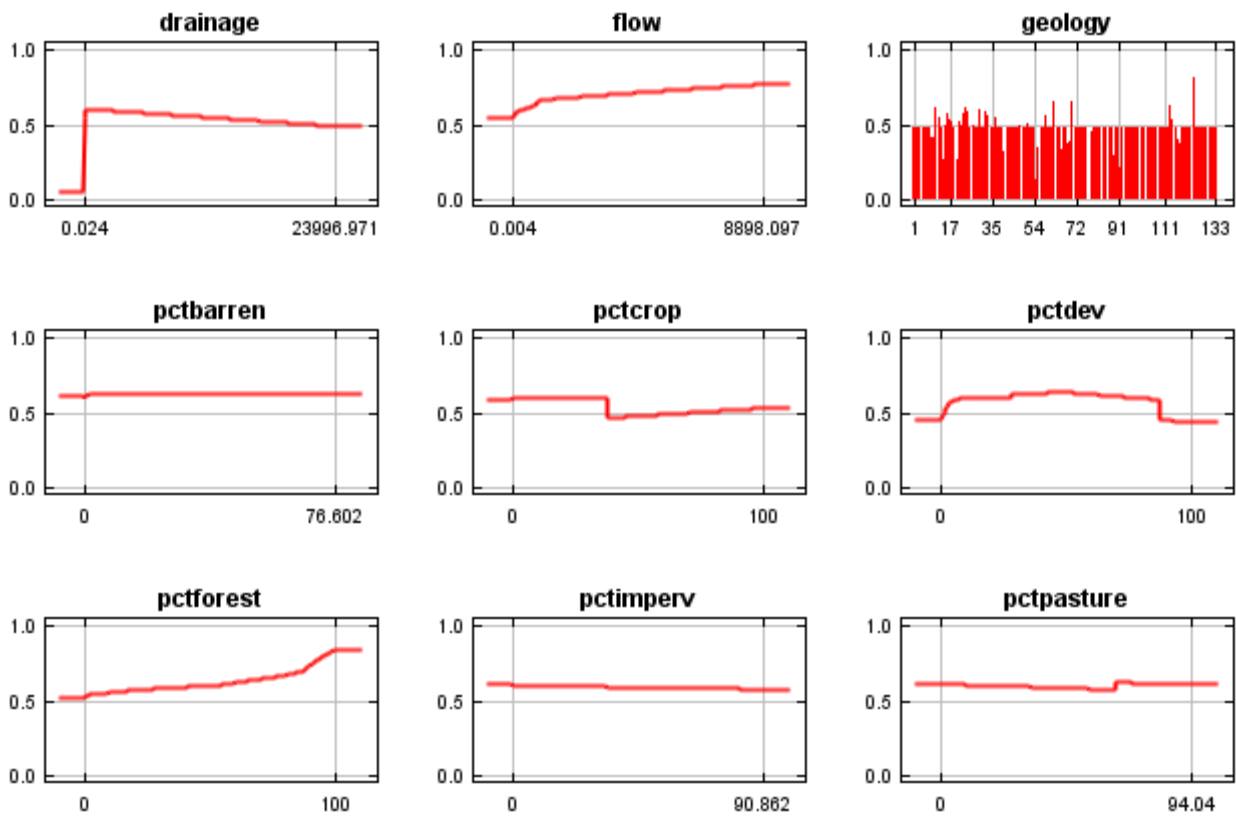 drainage flow geology
1.0 1.0 1.0
0.5 0.5 0.5
0.0 0.0 0.0
0.024 23996.971 0.004 8898.097 1 17 35 54 72 91 111 133
pctbarren pctcrop pctdev
1.0 1.0 1.0
0.5 0.5 0.5
0.0 0.0 0.0
0 76.602 0 100 0 100
pctforest pctimperv pctpasture
1.0 1.0 1.0
0.5 0.5 0.5
0.0 0.0 0.0
0 100 0 90.862 0 94.04